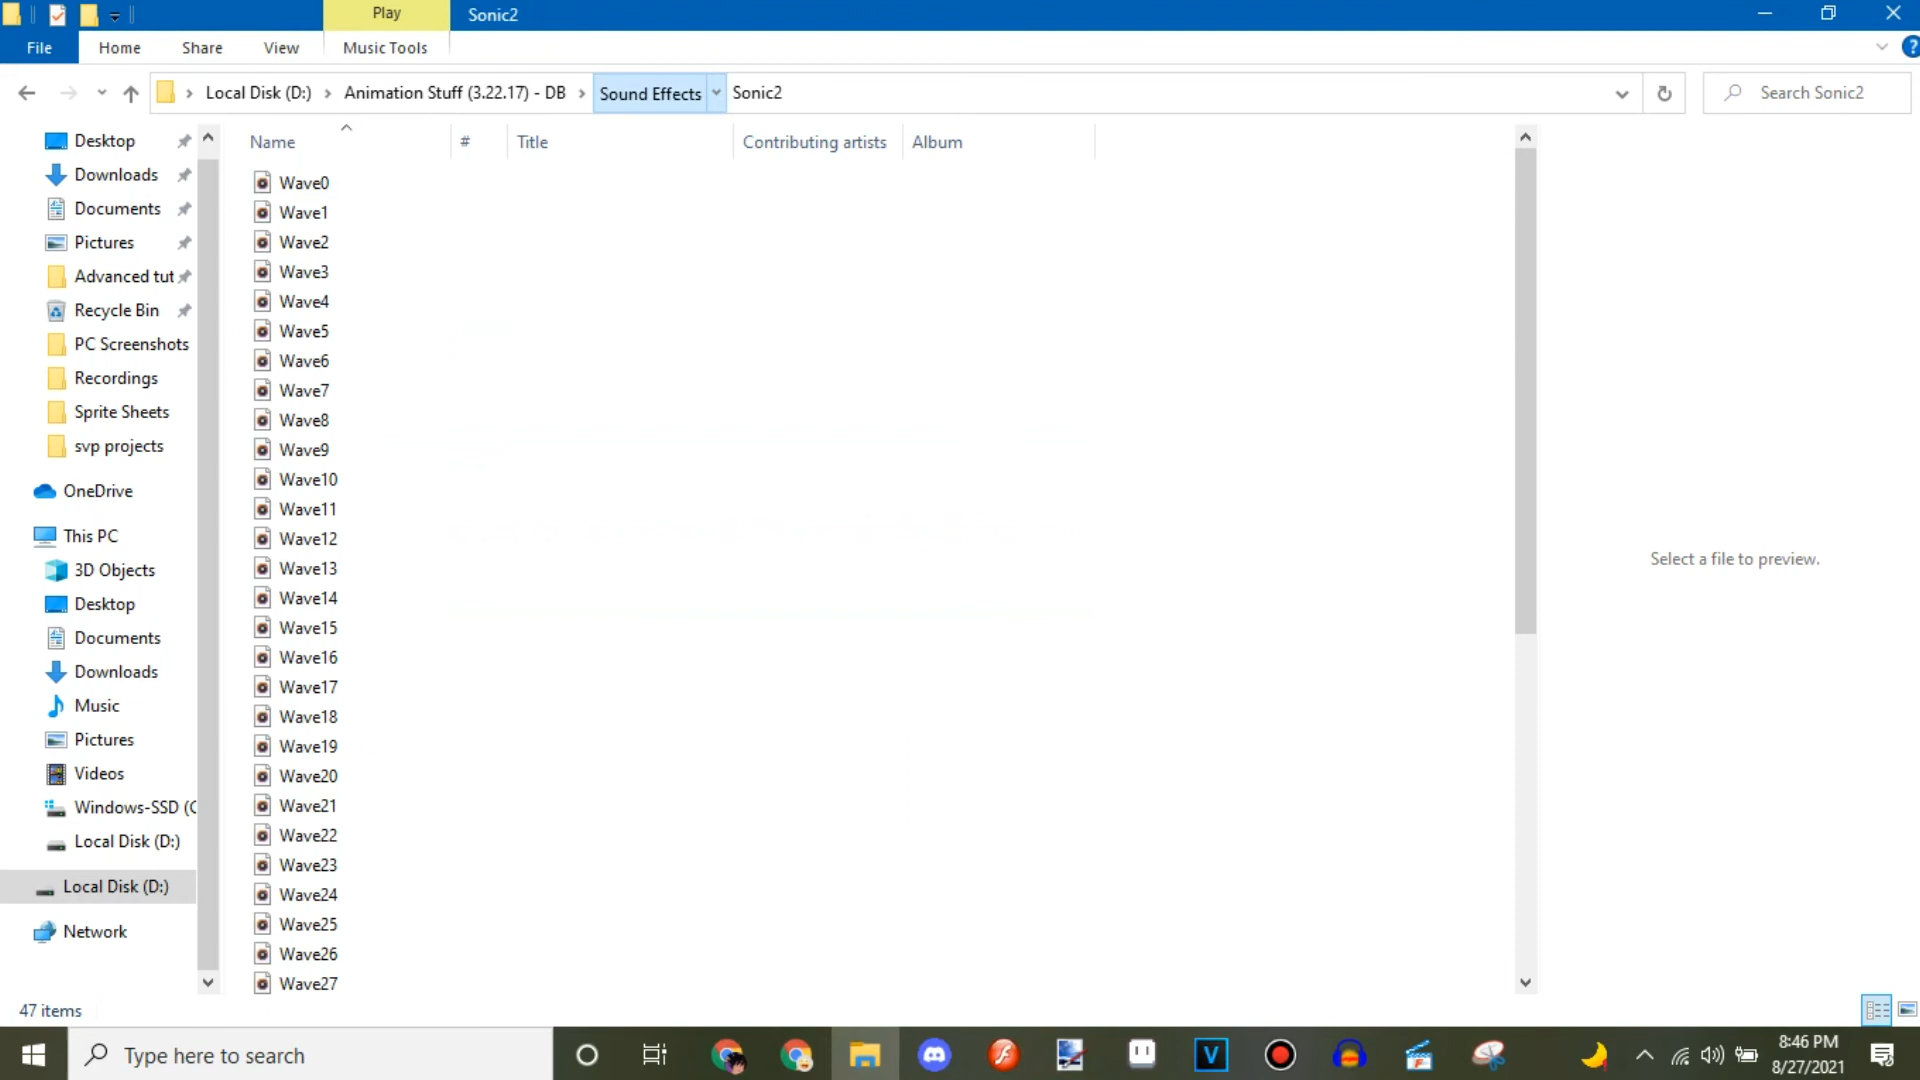 Play
Sonic2
File
Home
Share
View
Music Tools
Local Disk (D:)
Animation Stuff (3.22.17) - DB
Sound Effects
Sonic2
Search Sonic2
Name
#
Title
Contributing artists
Album
Desktop
Downloads
Documents
Pictures
Advanced tut
Recycle Bin
PC Screenshots
Recordings
Sprite Sheets
svp projects
OneDrive
This PC
3D Objects
Desktop
Documents
Downloads
Music
Pictures
Videos
Windows-SSD (C
Local Disk (D:)
Local Disk (D:)
Network
Wave0
Wave1
Wave2
Wave3
Wave4
Wave5
Wave6
Wave7
Wave8
Wave9
Wave10
Wave11
Wave12
Wave13
Wave14
Wave15
Wave16
Wave17
Wave18
Wave19
Wave20
Wave21
Wave22
Wave23
Wave24
Wave25
Wave26
Wave27
Select a file to preview.
47 items
Type here to search
8:46 PM
8/27/2021